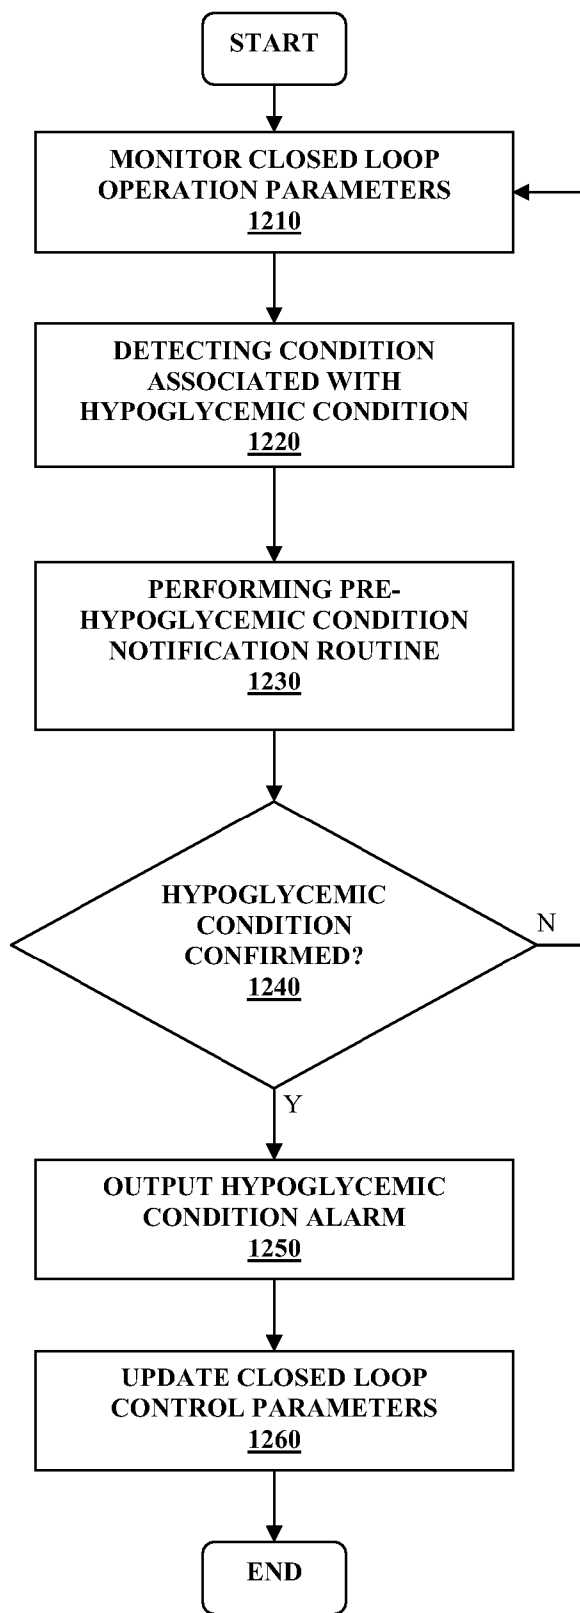 START
MONITOR CLOSED LOOP
OPERATION PARAMETERS
1210
DETECTING CONDITION
ASSOCIATED WITH
HYPOGLYCEMIC CONDITION
1220
PERFORMING PRE-
HYPOGLYCEMIC CONDITION
NOTIFICATION ROUTINE
1230
HYPOGLYCEMIC
CONDITION
CONFIRMED?
1240
N
Y
OUTPUT HYPOGLYCEMIC
CONDITION ALARM
1250
UPDATE CLOSED LOOP
CONTROL PARAMETERS
1260
END